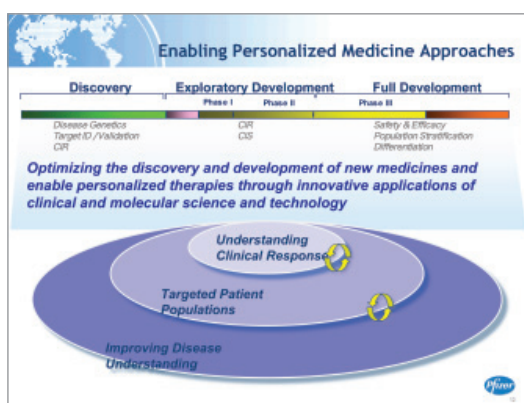 Enabling Personalized Medicine Approaches
Discovery Exploratory Development Full Development
Phase I Phase II Phase III
Disease Genetics CIR Safety & Efficacy
Target ID /Validation CIS Population Stratification
CIR Differentiation
Optimizing the discovery and development of new medicines and
enable personalized therapies through innovative applications of
clinical and molecular science and technology
Understanding
Clinical Response
Targeted Patient
Populations
Improving Disease
Understanding
Pfizer